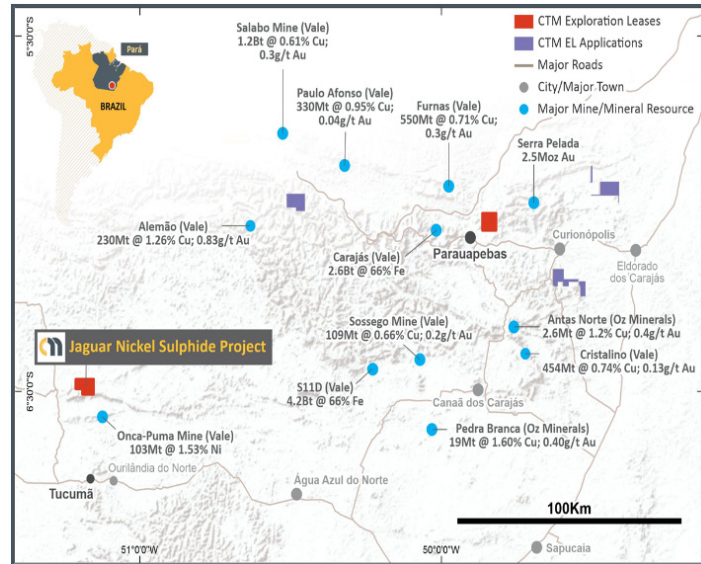 5°30'0"S
Pará
BRAZIL
Salabo Mine (Vale)
1.2Bt @ 0.61% Cu;
0.3g/t Au
Paulo Afonso (Vale)
330Mt @ 0.95% Cu;
0.04g/t Au
Furnas (Vale)
550Mt @ 0.71% Cu;
0.3g/t Au
CTM Exploration Leases
CTM EL Applications
Major Roads
City/Major Town
Major Mine/Mineral Resource
Serra Pelada
2.5Moz Au
Alemão (Vale)
230Mt @ 1.26% Cu; 0.83g/t Au
Carajás (Vale)
2.6Bt @ 66% Fe
Parauapebas
Curionópolis
Eldorado
dos Carajás
Jaguar Nickel Sulphide Project
Sossego Mine (Vale)
109Mt @ 0.66% Cu; 0.2g/t Au
Antas Norte (Oz Minerals)
2.6Mt @ 1.2% Cu; 0.4g/t Au
Cristalino (Vale)
454Mt @ 0.74% Cu; 0.13g/t Au
S11D (Vale)
4.2Bt @ 66% Fe
6°30'0"S
Canaã dos Carajás
Onca-Puma Mine (Vale)
103Mt @ 1.53% Ni
Pedra Branca (Oz Minerals)
19Mt @ 1.60% Cu; 0.40g/t Au
Ourilândia do Norte
Tucumã
Água Azul do Norte
100Km
Sapucaia
51°0'0"W
50°0'0"W